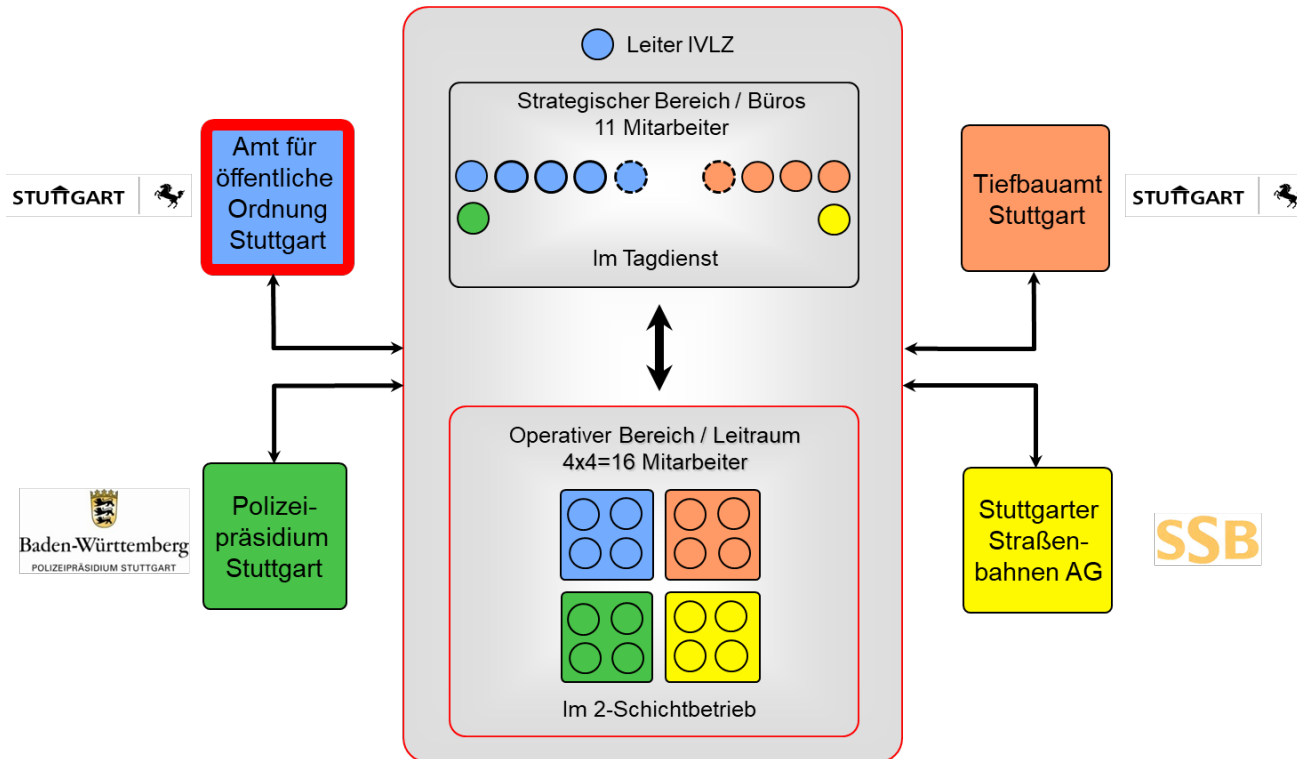 Leiter IVLZ
Strategischer Bereich / Büros
11 Mitarbeiter
Im Tagdienst
Amt für
öffentliche
Ordnung
Stuttgart
STUTTGART
Tiefbauamt
Stuttgart
STUTTGART
Operativer Bereich / Leitraum
4x4=16 Mitarbeiter
Im 2-Schichtbetrieb
Baden-Württemberg
POLIZEIPRÄSIDIUM STUTTGART
Polizei-
präsidium
Stuttgart
Stuttgarter
Straßen-
bahnen AG
SSB